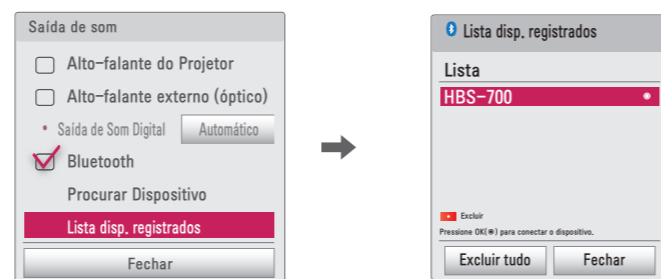 Saída de som
Alto-falante do Projetor
Alto-falante externo (óptico)
• Saída de Som Digital Automático
Bluetooth
Procurar Dispositivo
Lista disp. registrados
Fechar
Lista disp. registrados
Lista
HBS-700
Excluir
Pressione OK(◉) para conectar o dispositivo.
Excluir tudo Fechar